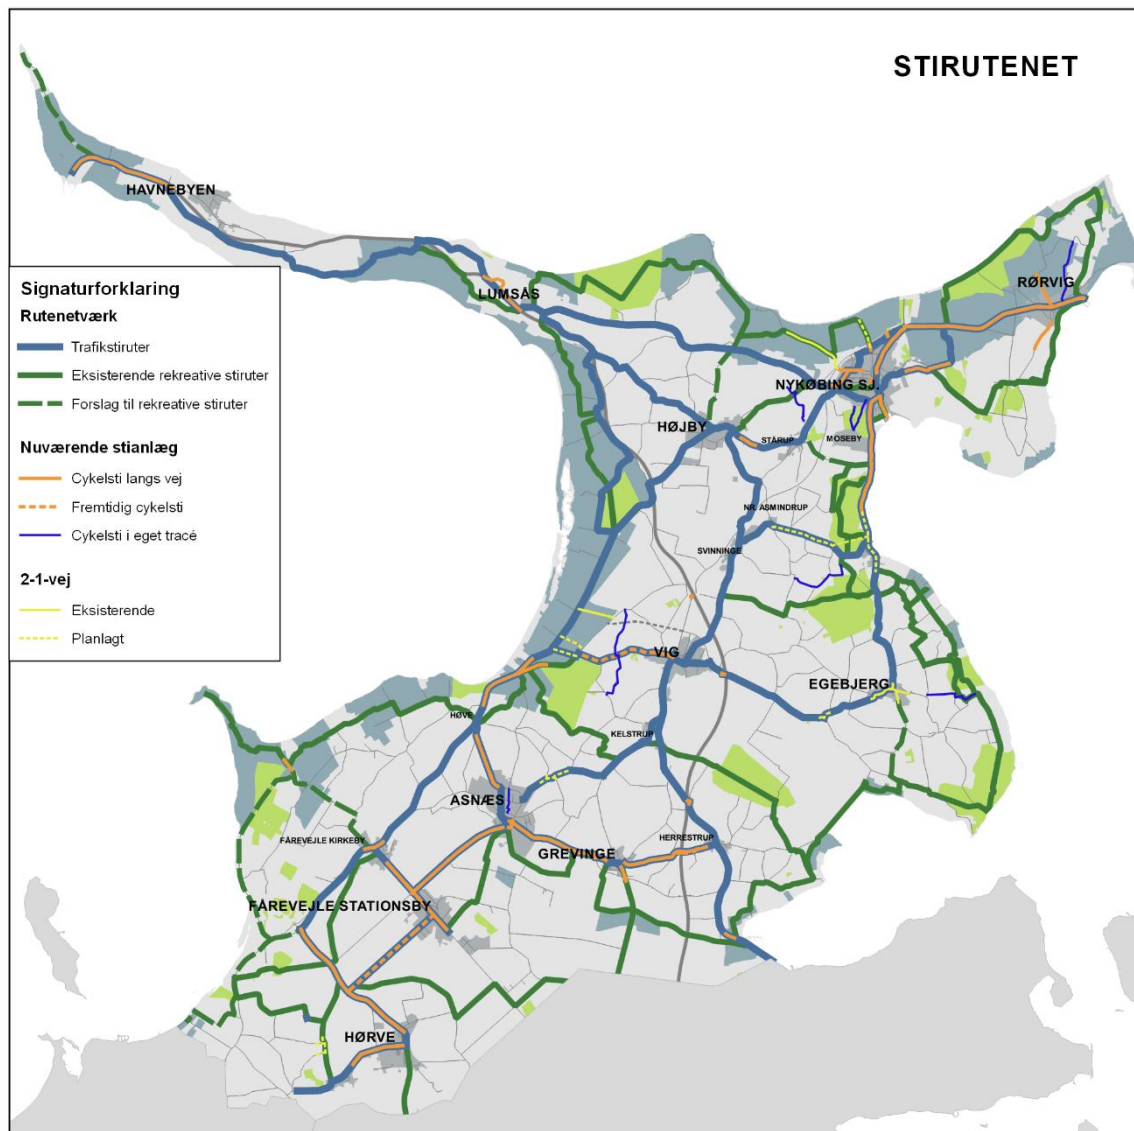 STIRUTENET
HAVNEBYEN
LUMSÅS
RØRVIG
NYKØBING SJ.
HØJBY
STÅRUP
MOSEBY
NR. ASMINDRUP
SVINNINGE
VIG
EGEBJERG
HØVE
KELSTRUP
ASNÆS
FÅREVEJLE KIRKEBY
GREVINGE
HERRESTRUP
FÅREVEJLE STATIONSBY
HØRVE
Signaturforklaring
Rutenetværk
Trafikstiruter
Eksisterende rekreative stiruter
Forslag til rekreative stiruter
Nuværende stianlæg
Cykelsti langs vej
Fremtidig cykelsti
Cykelsti i eget tracé
2-1-vej
Eksisterende
Planlagt